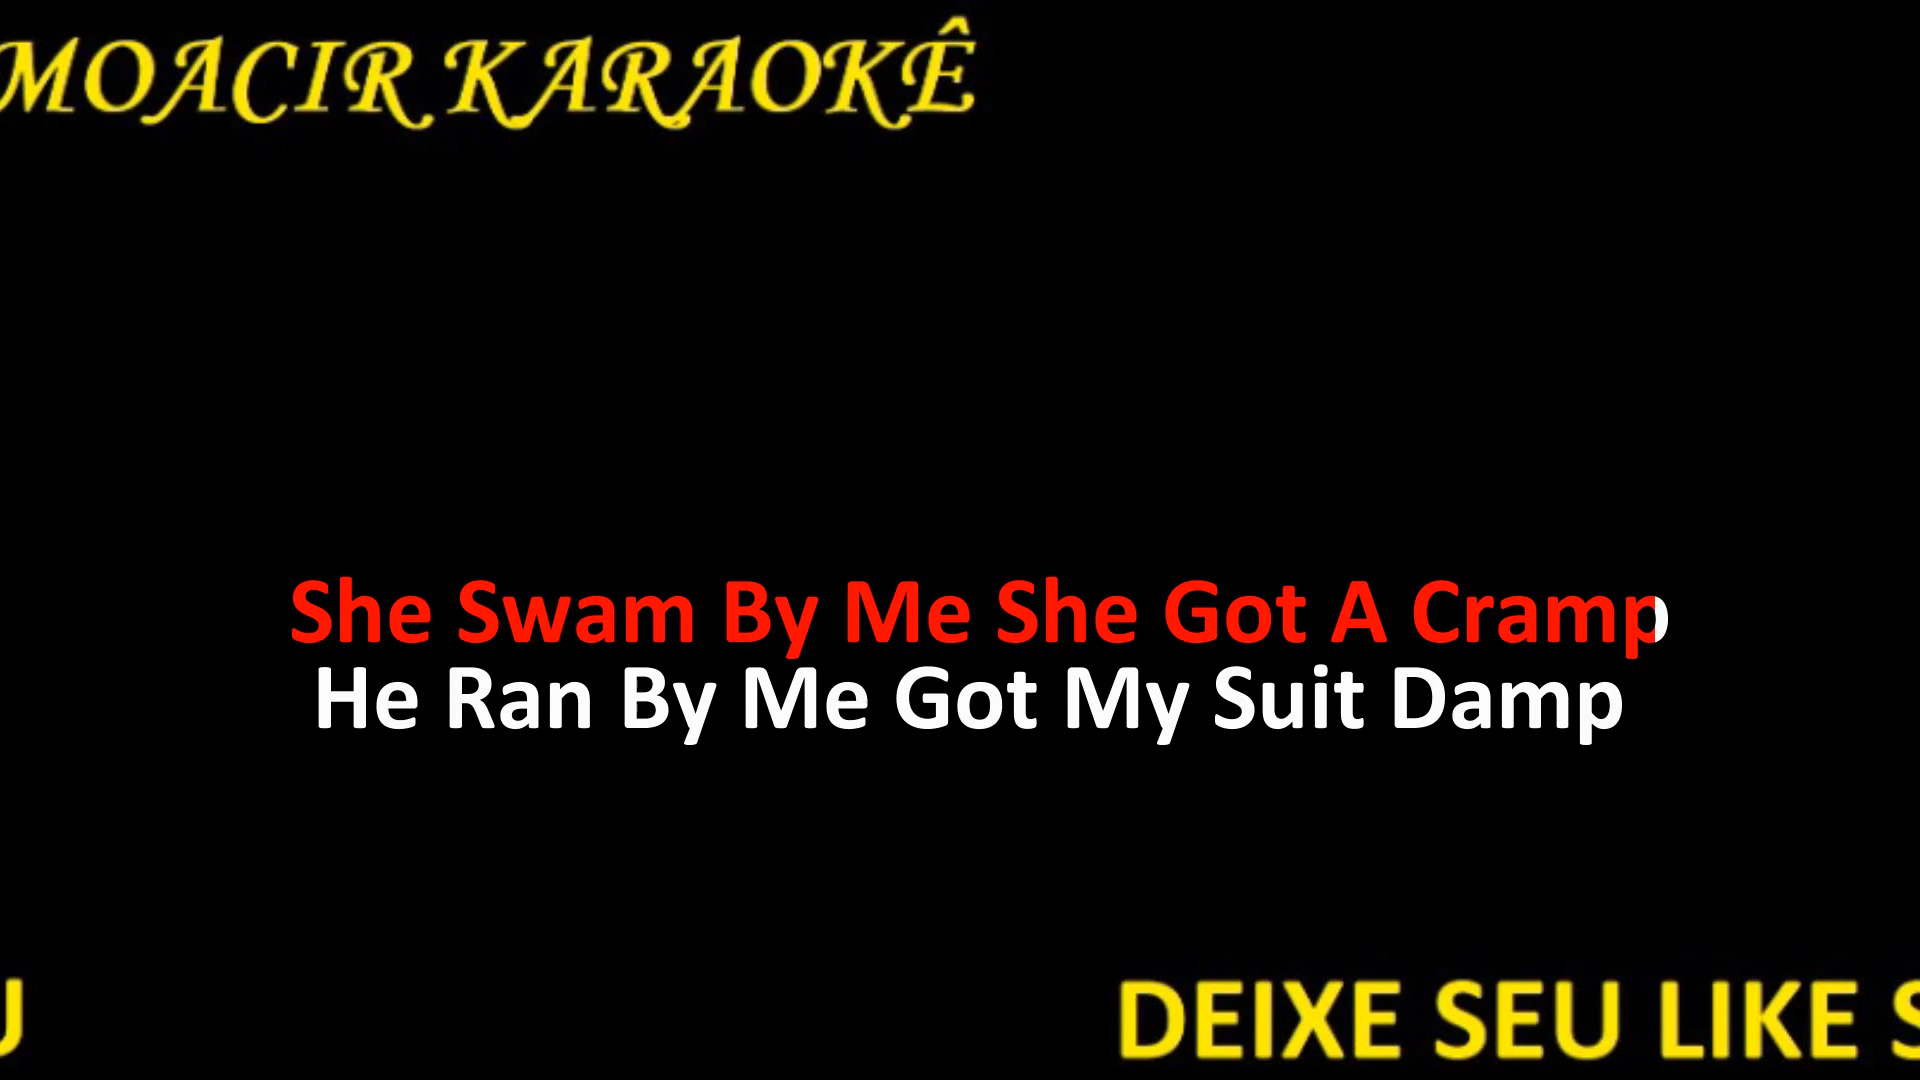 MOACIR KARAOKÊ
She Swam By Me She Got A Cramp
He Ran By Me Got My Suit Damp
U DEIXE SEU LIKE S